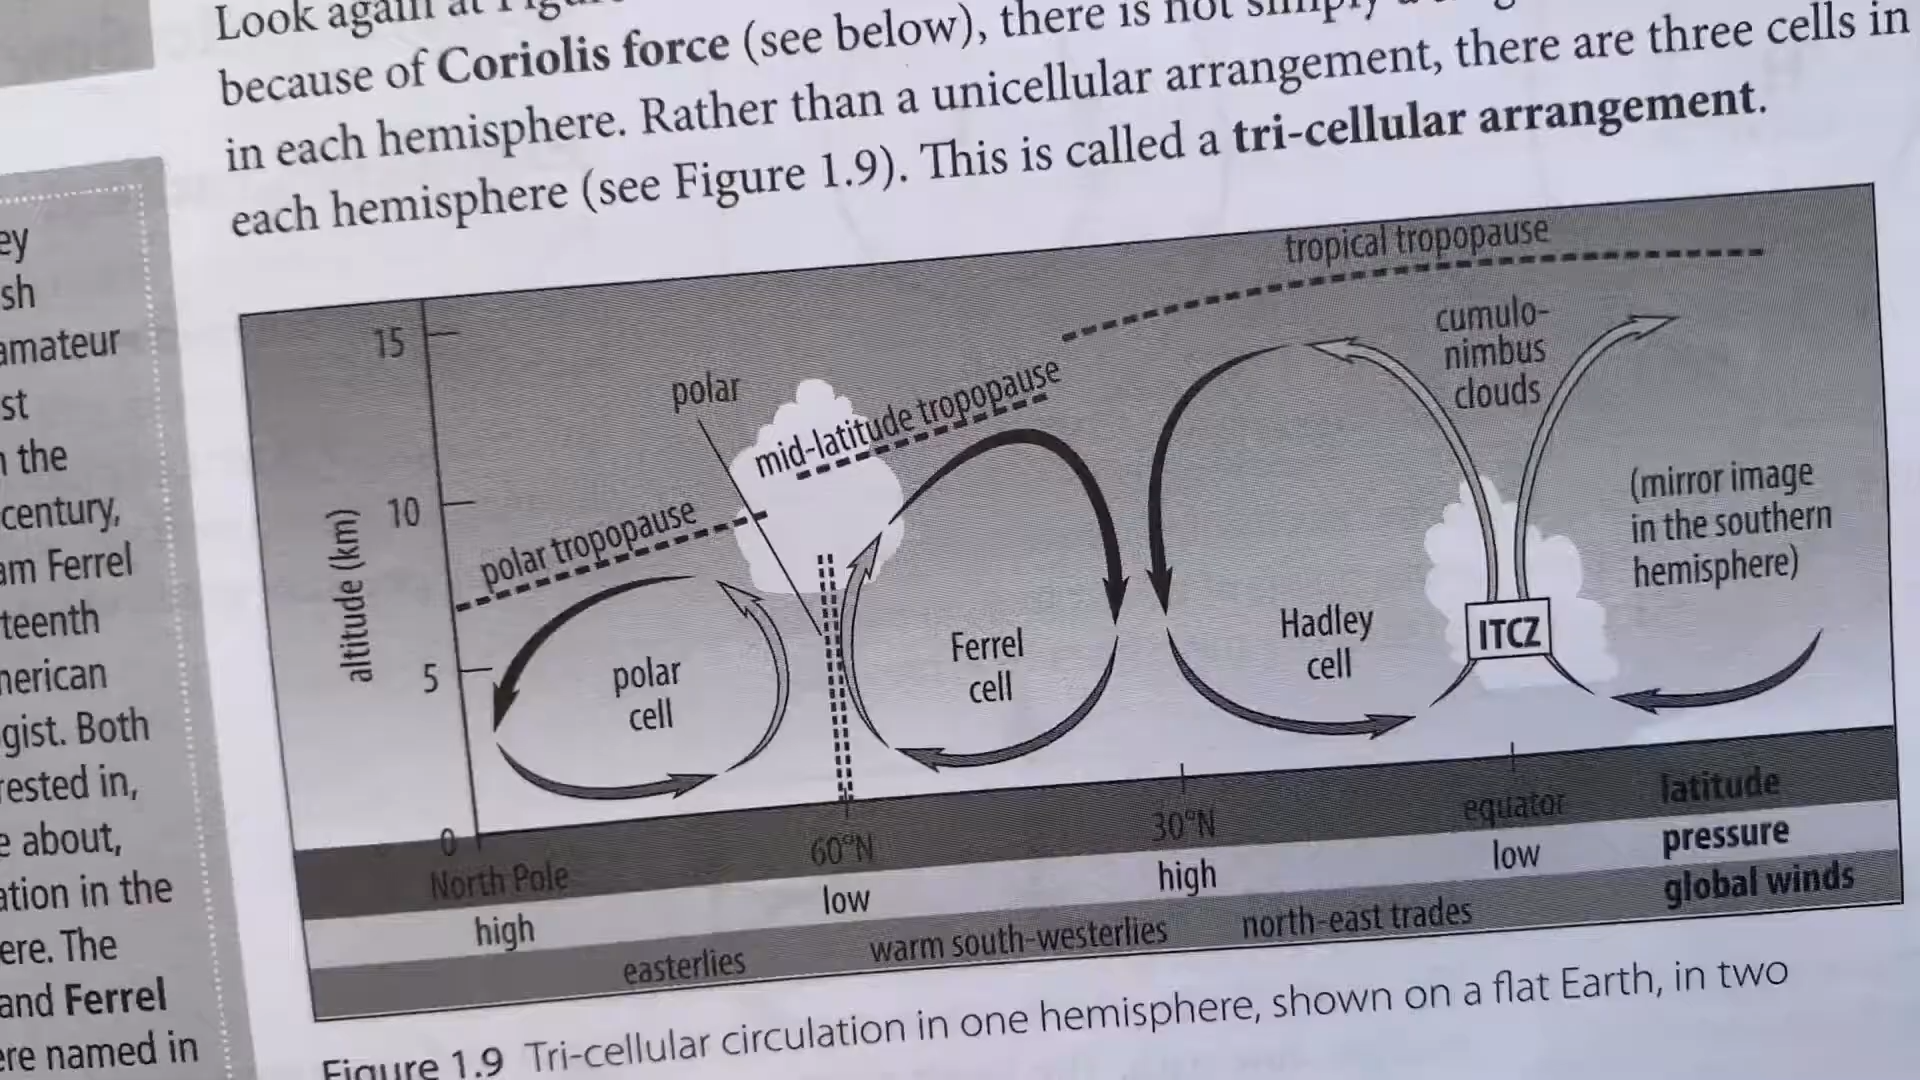 Look again at
because of Coriolis force (see below), there is not simply a
in each hemisphere. Rather than a unicellular arrangement, there are three cells in
each hemisphere (see Figure 1.9). This is called a tri-cellular arrangement.
ey
sh
amateur
st
the
century,
am Ferrel
teenth
nerican
gist. Both
rested in,
e about,
ation in the
ere. The
and Ferrel
ere named in
tropical tropopause
15
polar
mid-latitude tropopause
cumulo-
nimbus
clouds
10
polar tropopause
altitude (km)
(mirror image
in the southern
hemisphere)
5
polar
cell
Ferrel
cell
Hadley
cell
ITCZ
0
North Pole 60°N 30°N equator latitude
high low high low pressure
easterlies warm south-westerlies north-east trades global winds
Figure 1.9 Tri-cellular circulation in one hemisphere, shown on a flat Earth, in two